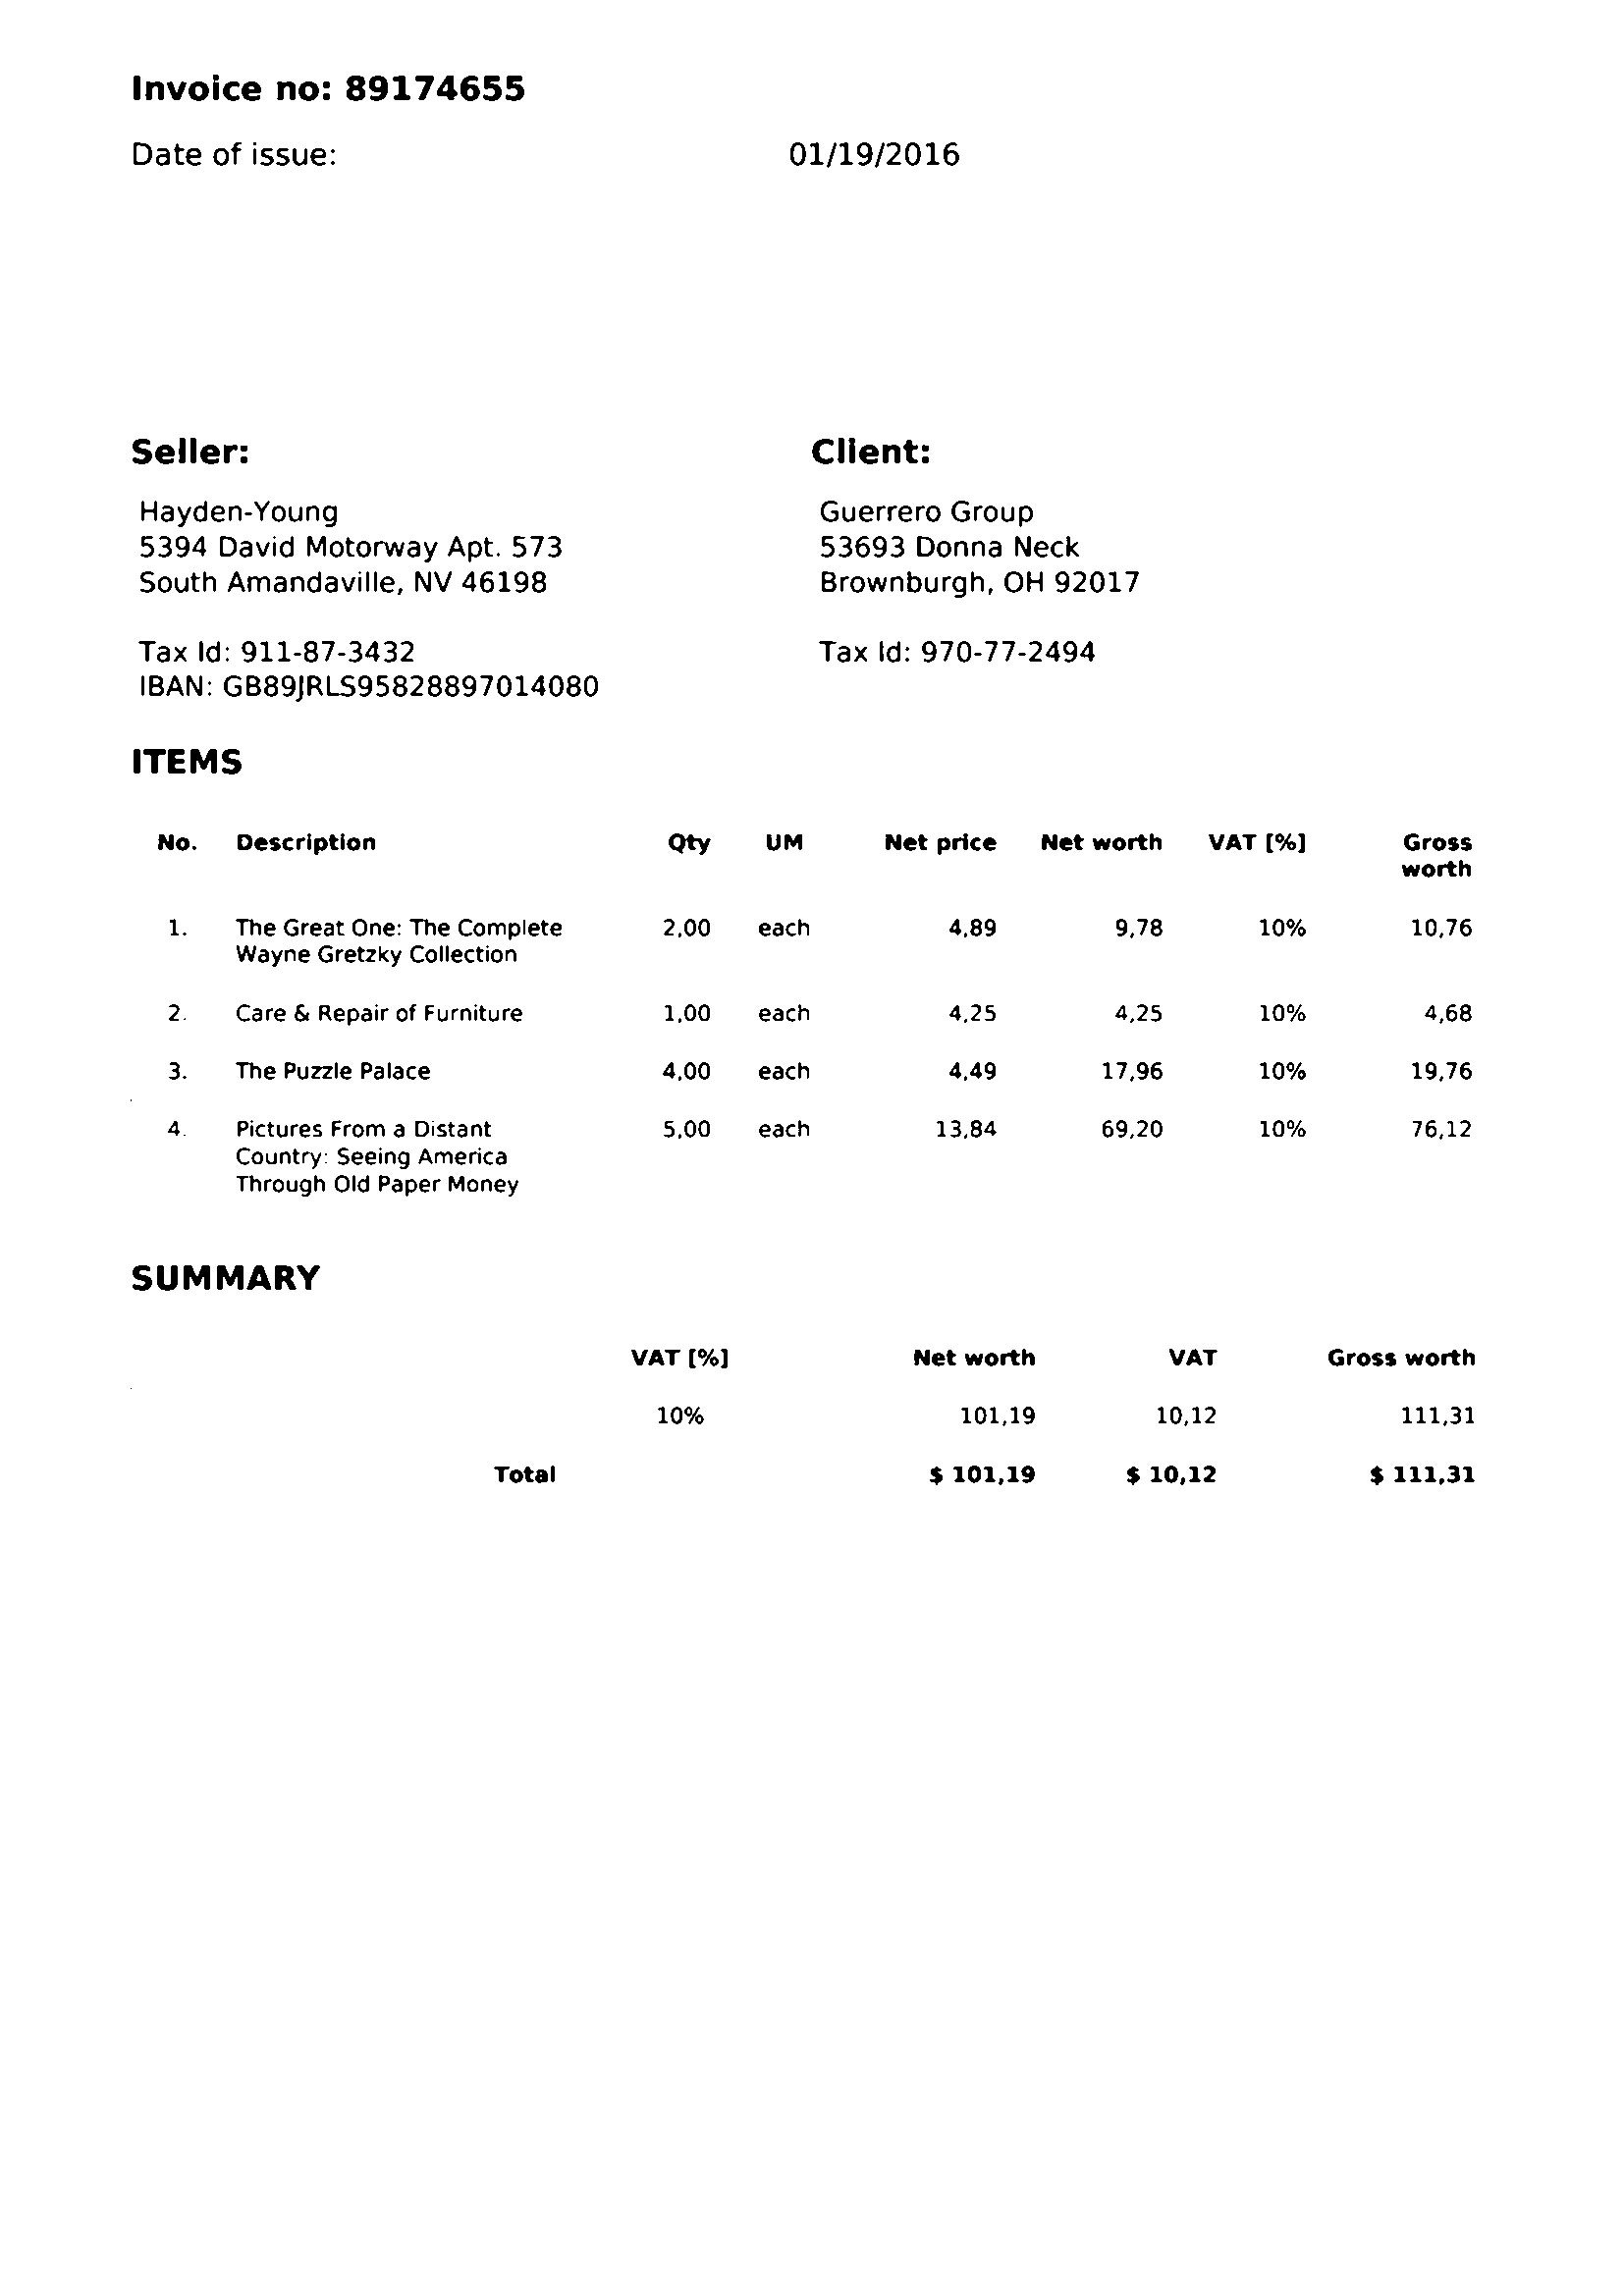 Invoice no: 89174655
Date of issue: 01/19/2016
Seller: Client:
Hayden-Young Guerrero Group
5394 David Motorway Apt. 573 53693 Donna Neck
South Amandaville, NV 46198 Brownburgh, OH 92017
Tax Id: 911-87-3432 Tax Id: 970-77-2494
IBAN: GB89JRLS95828897014080
ITEMS
No. Description Qty UM Net price Net worth VAT [%] Gross
worth
1. The Great One: The Complete 2,00 each 4,89 9,78 10% 10,76
Wayne Gretzky Collection
2. Care & Repair of Furniture 1,00 each 4,25 4,25 10% 4,68
3. The Puzzle Palace 4,00 each 4,49 17,96 10% 19,76
4. Pictures From a Distant 5,00 each 13,84 69,20 10% 76,12
Country: Seeing America
Through Old Paper Money
SUMMARY
VAT [%] Net worth VAT Gross worth
10% 101,19 10,12 111,31
Total $ 101,19 $ 10,12 $ 111,31